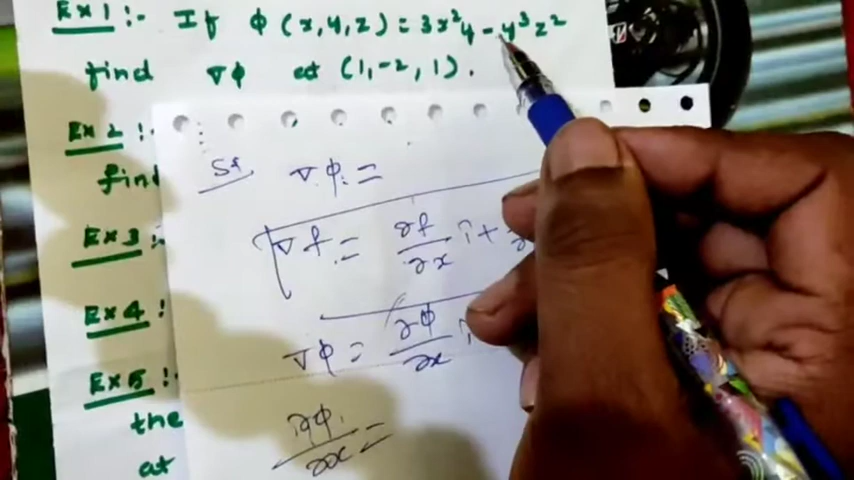 Ex 1 :- If φ (x, y, z) = 3x²y - y³z²
find ∇φ at (1, -2, 1).
Ex 2 :-
find
Ex 3 :-
Ex 4 :
Ex 5 :
the
at
∇φ =
∇f = ∂f/∂x î +
∇φ = ∂φ/∂x î
∂φ/∂x =